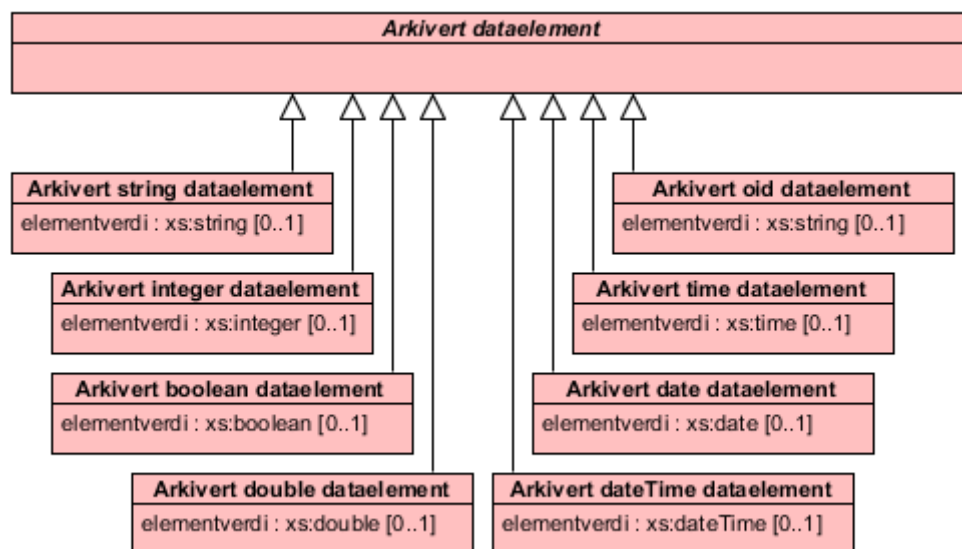 Arkivert dataelement
Arkivert string dataelement
elementverdi : xs:string [0..1]
Arkivert oid dataelement
elementverdi : xs:string [0..1]
Arkivert integer dataelement
elementverdi : xs:integer [0..1]
Arkivert time dataelement
elementverdi : xs:time [0..1]
Arkivert boolean dataelement
elementverdi : xs:boolean [0..1]
Arkivert date dataelement
elementverdi : xs:date [0..1]
Arkivert double dataelement
elementverdi : xs:double [0..1]
Arkivert dateTime dataelement
elementverdi : xs:dateTime [0..1]